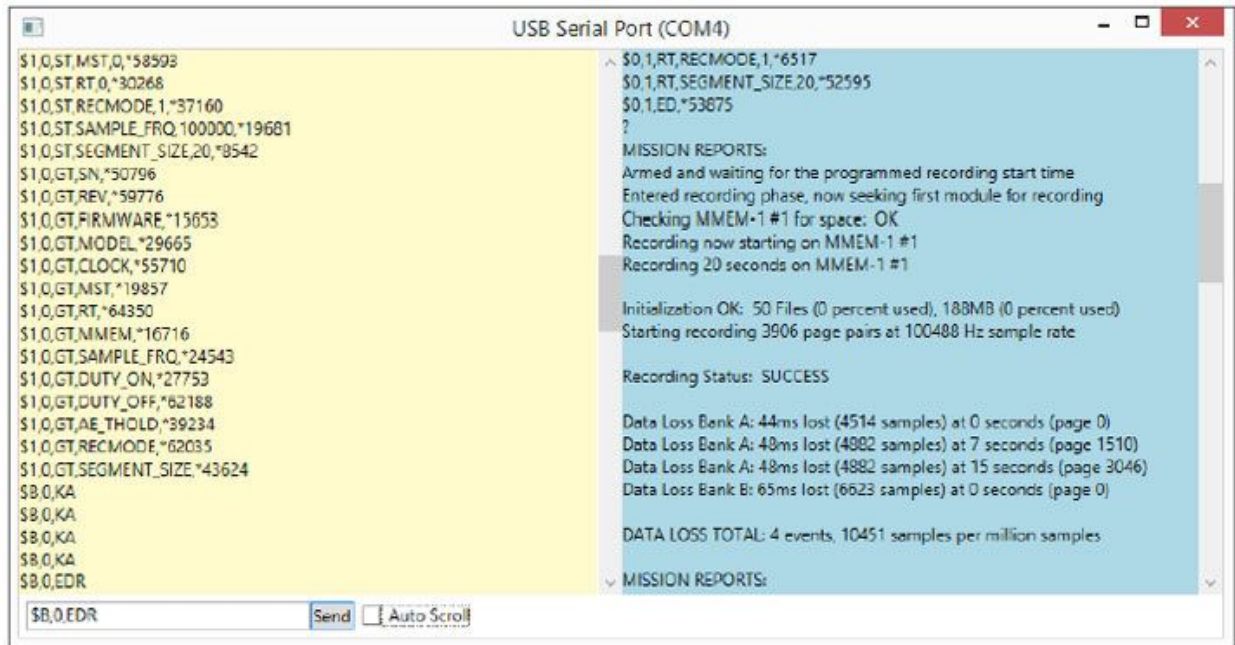 USB Serial Port (COM4)
$1,0,ST,MST,0,*58593
$1,0,ST,RT,0,*30268
$1,0,ST,RECMODE,1,*37160
$1,0,ST,SAMPLE_FRQ,100000,*19681
$1,0,ST,SEGMENT_SIZE,20,*8542
$1,0,GT,SN,*50796
$1,0,GT,REV,*59776
$1,0,GT,FIRMWARE,*15653
$1,0,GT,MODEL,*29665
$1,0,GT,CLOCK,*55710
$1,0,GT,MST,*19857
$1,0,GT,RT,*64350
$1,0,GT,MMEM,*16716
$1,0,GT,SAMPLE_FRQ,*24543
$1,0,GT,DUTY_ON,*27753
$1,0,GT,DUTY_OFF,*62188
$1,0,GT,AE_THOLD,*39234
$1,0,GT,RECMODE,*62035
$1,0,GT,SEGMENT_SIZE,*43624
$B,0,KA
$B,0,KA
$B,0,KA
$B,0,KA
$B,0,EDR
$0,1,RT,RECMODE,1,*6517
$0,1,RT,SEGMENT_SIZE,20,*52595
$0,1,ED,*53875
?
MISSION REPORTS:
Armed and waiting for the programmed recording start time
Entered recording phase, now seeking first module for recording
Checking MMEM-1 #1 for space: OK
Recording now starting on MMEM-1 #1
Recording 20 seconds on MMEM-1 #1
Initialization OK: 50 Files (0 percent used), 188MB (0 percent used)
Starting recording 3906 page pairs at 100488 Hz sample rate
Recording Status: SUCCESS
Data Loss Bank A: 44ms lost (4514 samples) at 0 seconds (page 0)
Data Loss Bank A: 48ms lost (4882 samples) at 7 seconds (page 1510)
Data Loss Bank A: 48ms lost (4882 samples) at 15 seconds (page 3046)
Data Loss Bank B: 65ms lost (6623 samples) at 0 seconds (page 0)
DATA LOSS TOTAL: 4 events, 10451 samples per million samples
MISSION REPORTS:
$B,0,EDR
Send
Auto Scroll